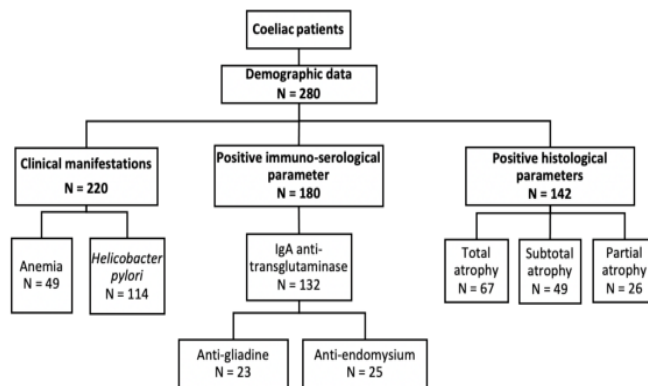 Coeliac patients
Demographic data
N = 280
Clinical manifestations
N = 220
Positive immuno-serological
parameter
N = 180
Positive histological
parameters
N = 142
Anemia
N = 49
Helicobacter
pylori
N = 114
IgA anti-
transglutaminase
N = 132
Total
atrophy
N = 67
Subtotal
atrophy
N = 49
Partial
atrophy
N = 26
Anti-gliadine
N = 23
Anti-endomysium
N = 25